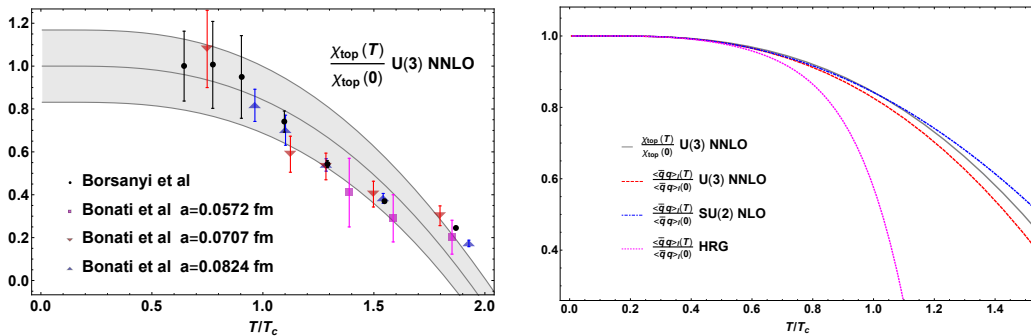 1.2
1.0
0.8
0.6
0.4
0.2
0.0
χtop (T)
χtop (0)
U(3) NNLO
Borsanyi et al
Bonati et al a=0.0572 fm
Bonati et al a=0.0707 fm
Bonati et al a=0.0824 fm
0.0 0.5 1.0 1.5 2.0
T/Tc
1.0
0.8
0.6
0.4
χtop (T)
χtop (0)
U(3) NNLO
<q̄ q>l(T)
<q̄ q>l(0)
U(3) NNLO
<q̄ q>l(T)
<q̄ q>l(0)
SU(2) NLO
<q̄ q>l(T)
<q̄ q>l(0)
HRG
0.0 0.2 0.4 0.6 0.8 1.0 1.2 1.4
T/Tc